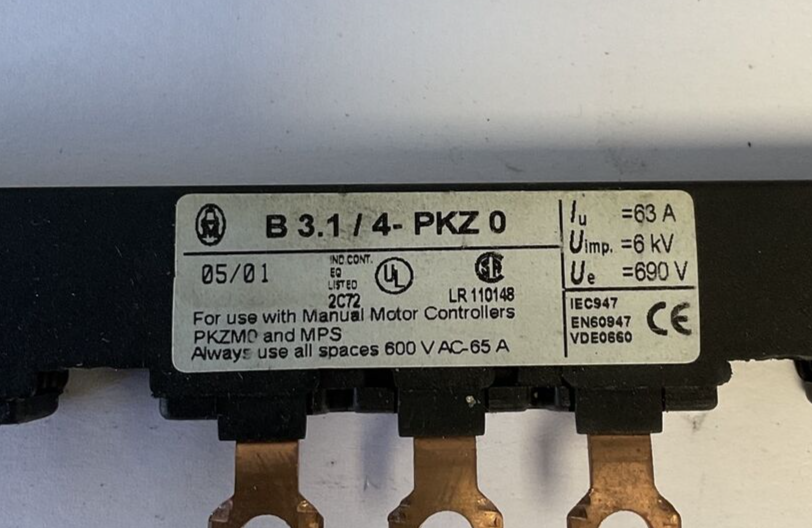 B 3.1 / 4- PKZ 0
05/01
IND.CONT.
EQ
LISTED
2C72
UL
LR 110148
For use with Manual Motor Controllers
PKZM0 and MPS
Always use all spaces 600 V AC-65 A
Iu =63 A
Uimp. =6 kV
Ue =690 V
IEC947
EN60947
VDE0660
CE